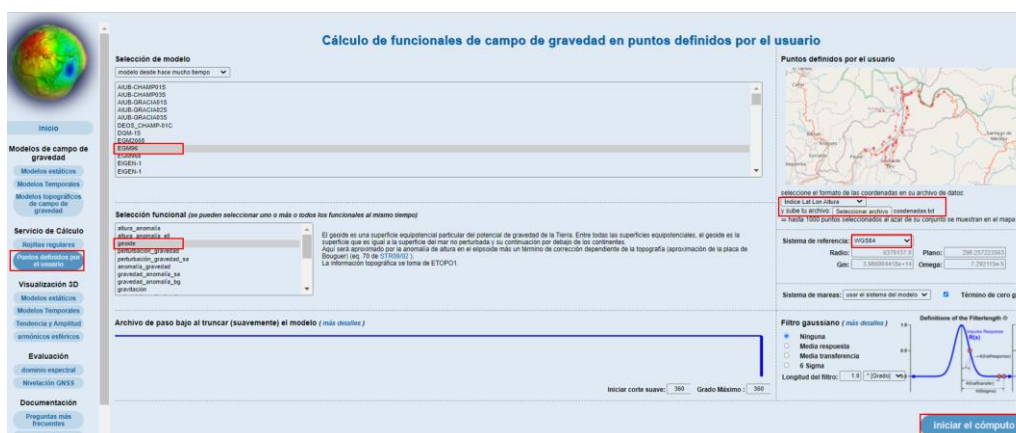 Cálculo de funcionales de campo de gravedad en puntos definidos por el usuario
Inicio
Modelos de campo de gravedad
Modelos estáticos
Modelos Temporales
Modelos topográficos de campo de gravedad
Servicio de Cálculo
Rejillas regulares
Puntos definidos por el usuario
Visualización 3D
Modelos estáticos
Modelos Temporales
Tendencia y Amplitud
armónicos esféricos
Evaluación
dominio espectral
Nivelación GNSS
Documentación
Preguntas más frecuentes
Selección de modelo
modelo desde hace mucho tiempo
AIUB-CHAMP01S
AIUB-CHAMP03S
AIUB-GRACE01S
AIUB-GRACIA02S
AIUB-GRACIA03S
DEOS_CHAMP-01C
DGM-1S
EGM2008
EGM96
EIGEN-1
EIGEN-1
Selección funcional (se pueden seleccionar uno o más o todos los funcionales al mismo tiempo)
altura_anomalía
altura_anomalía_ell
geoide
perturbación_gravedad
perturbación_gravedad_sa
anomalía_gravedad
gravedad_anomalía_sa
gravedad_anomalía_bg
gravitación
El geoide es una superficie equipotencial particular del potencial de gravedad de la Tierra. Entre todas las superficies equipotenciales, el geoide es la
superficie que es igual a la superficie del mar no perturbada y su continuación por debajo de los continentes.
Aquí será aproximado por la anomalía de altura en el elipsoide más un término de corrección dependiente de la topografía (aproximación de la placa de
Bouguer) (eq. 70 de STR09/02 ).
La información topográfica se toma de ETOPO1.
Archivo de paso bajo al truncar (suavemente) el modelo ( más detalles )
Iniciar corte suave: 360 Grado Máximo : 360
Puntos definidos por el usuario
seleccione el formato de las coordenadas en su archivo de datos:
Índice Lat Lon Altura
y sube tu archivo: Seleccionar archivo coodenadas.txt
⇒ hasta 1000 puntos seleccionados al azar de su conjunto se muestran en el mapa
Sistema de referencia: WGS84
Radio: 6378137.0 Plano: 298.257223563
Gm: 3.986004418e+14 Omega: 7.292115e-5
Sistema de mareas: usar el sistema del modelo Término de cero g
Filtro gaussiano ( más detalles )
Ninguna
Media respuesta
Media transferencia
6 Sigma
Longitud del filtro: 1.0 [Grado]
Definitions of the Filterlength
Impulse Response
R(x)
iniciar el cómputo